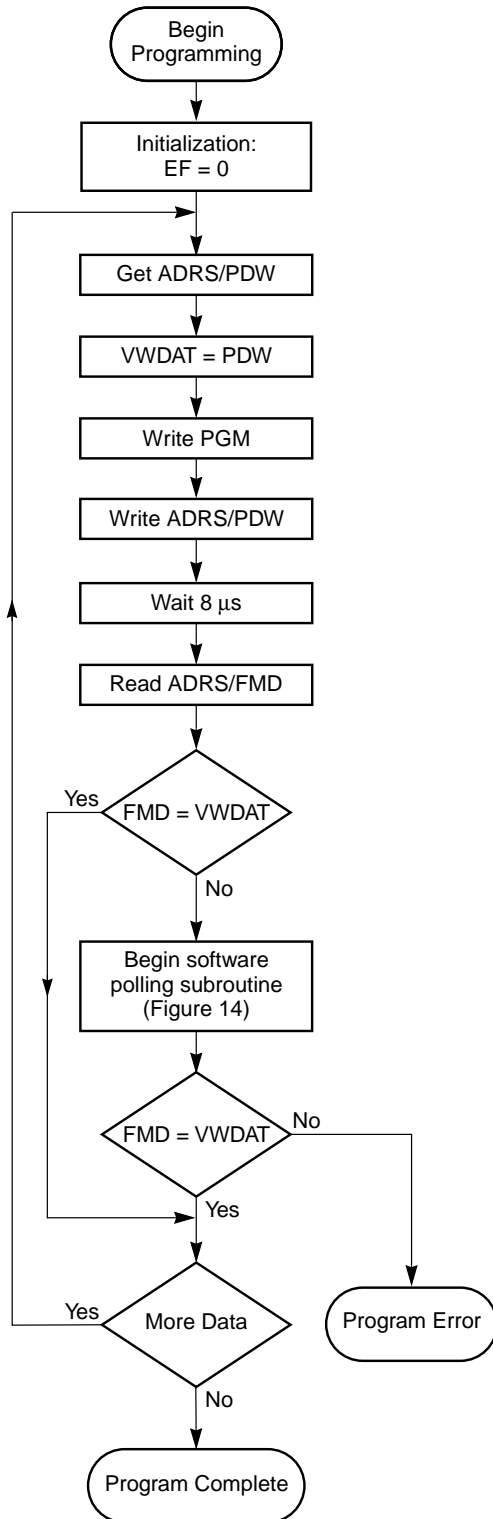 Begin
Programming
Initialization:
EF = 0
Get ADRS/PDW
VWDAT = PDW
Write PGM
Write ADRS/PDW
Wait 8 μs
Read ADRS/FMD
Yes
FMD = VWDAT
No
Begin software
polling subroutine
(Figure 14)
FMD = VWDAT
No
Yes
Yes
More Data
Program Error
No
Program Complete